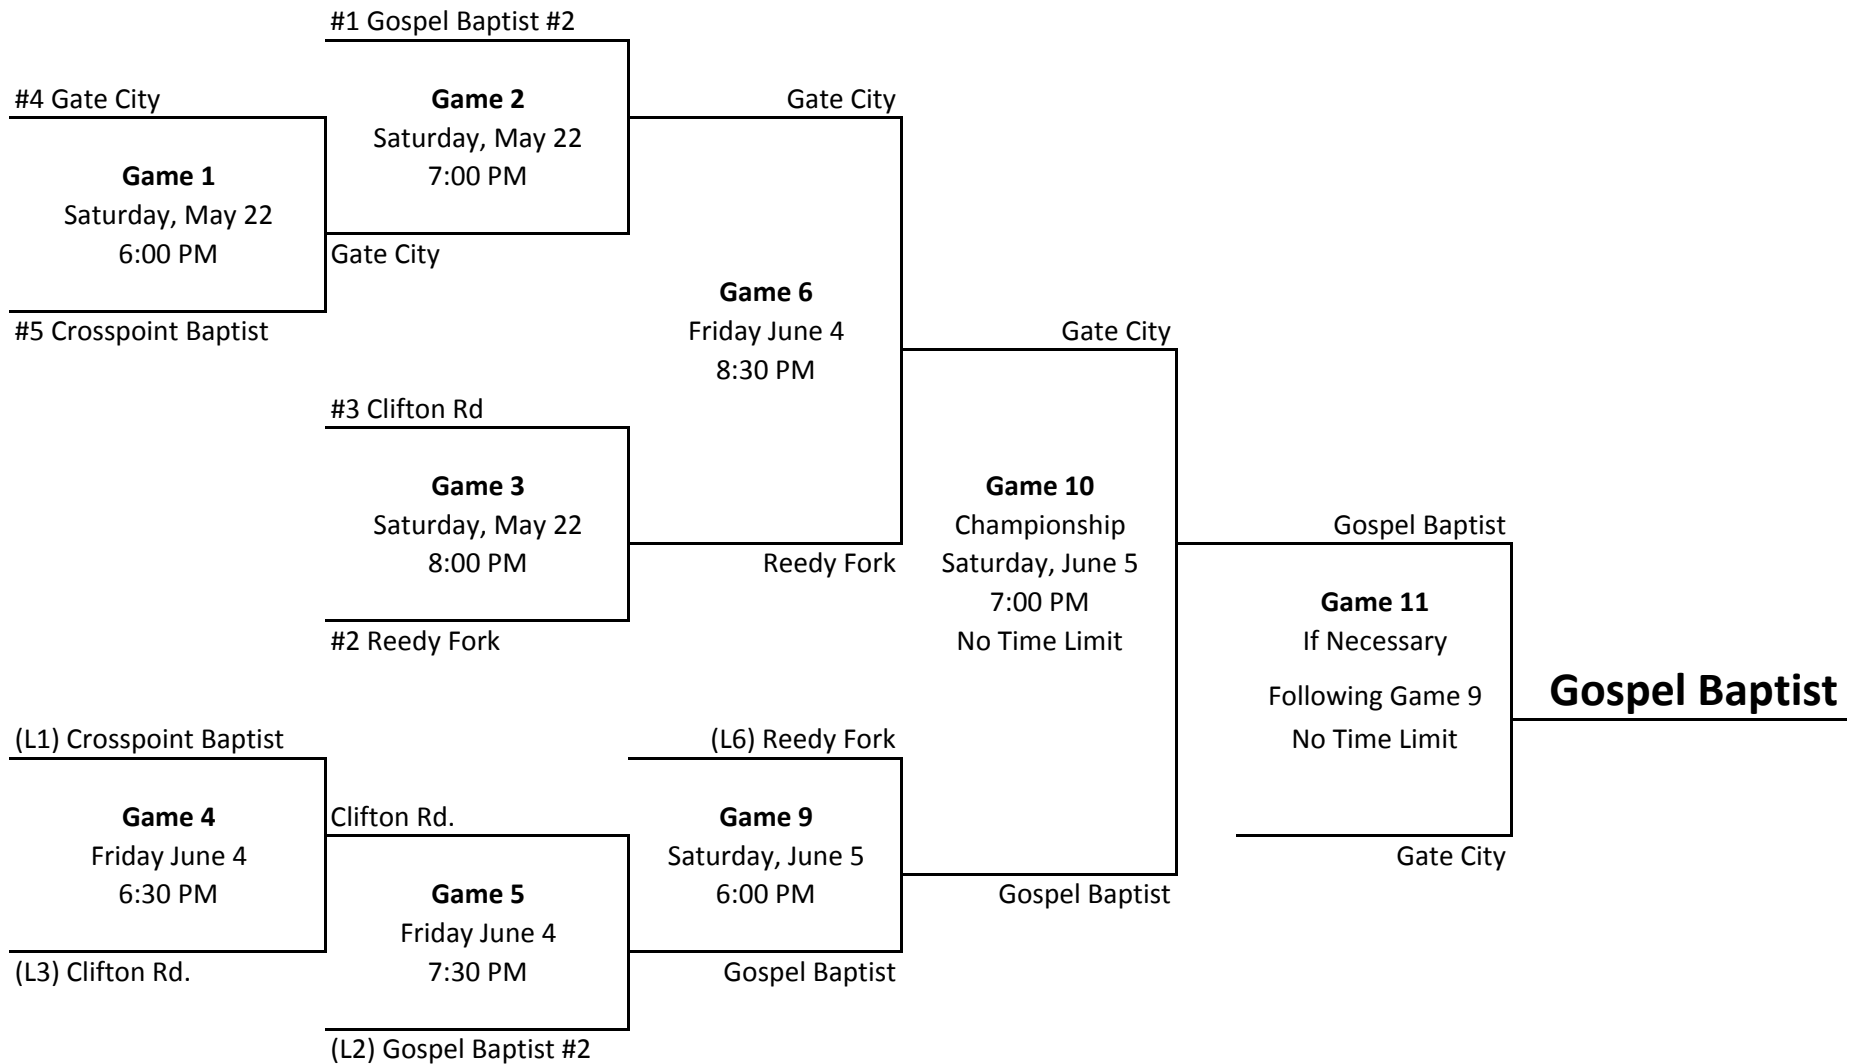 #1 Gospel Baptist #2
#4 Gate City
Game 2
Saturday, May 22
7:00 PM
Gate City
Game 1
Saturday, May 22
6:00 PM
Gate City
#5 Crosspoint Baptist
Game 6
Friday June 4
8:30 PM
Gate City
#3 Clifton Rd
Game 3
Saturday, May 22
8:00 PM
Reedy Fork
#2 Reedy Fork
Game 10
Championship
Saturday, June 5
7:00 PM
No Time Limit
Gospel Baptist
Game 11
If Necessary
Following Game 9
No Time Limit
Gospel Baptist
Gate City
(L1) Crosspoint Baptist
Game 4
Friday June 4
6:30 PM
(L3) Clifton Rd.
Clifton Rd.
Game 5
Friday June 4
7:30 PM
(L2) Gospel Baptist #2
(L6) Reedy Fork
Game 9
Saturday, June 5
6:00 PM
Gospel Baptist
Gospel Baptist